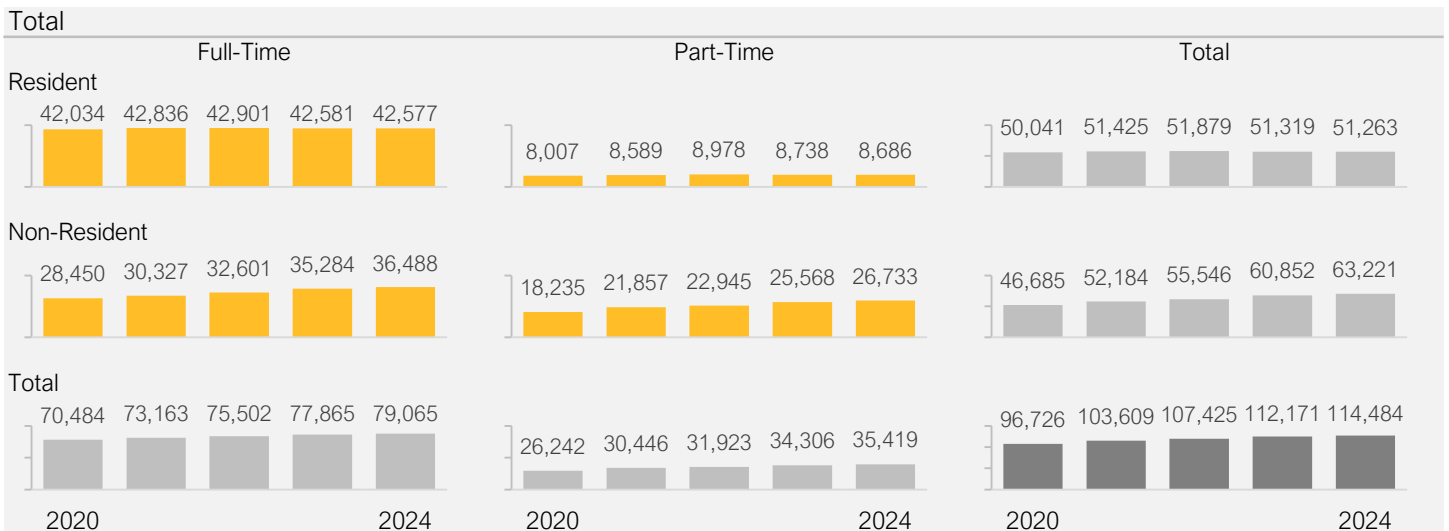 Total
Full-Time Part-Time Total
Resident
42,034 42,836 42,901 42,581 42,577
8,007 8,589 8,978 8,738 8,686
50,041 51,425 51,879 51,319 51,263
Non-Resident
28,450 30,327 32,601 35,284 36,488
18,235 21,857 22,945 25,568 26,733
46,685 52,184 55,546 60,852 63,221
Total
70,484 73,163 75,502 77,865 79,065
26,242 30,446 31,923 34,306 35,419
96,726 103,609 107,425 112,171 114,484
2020 2024 2020 2024 2020 2024